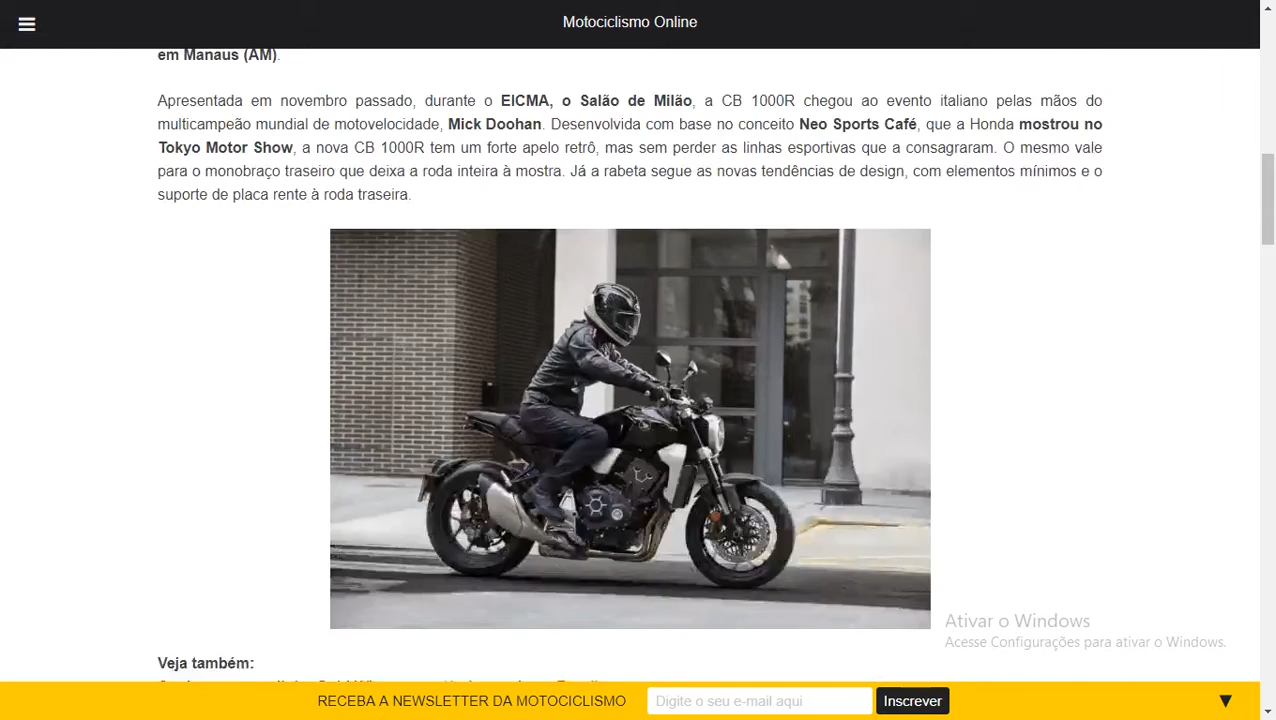 Motociclismo Online
em Manaus (AM).
Apresentada em novembro passado, durante o EICMA, o Salão de Milão, a CB 1000R chegou ao evento italiano pelas mãos do
multicampeão mundial de motovelocidade, Mick Doohan. Desenvolvida com base no conceito Neo Sports Café, que a Honda mostrou no
Tokyo Motor Show, a nova CB 1000R tem um forte apelo retrô, mas sem perder as linhas esportivas que a consagraram. O mesmo vale
para o monobraço traseiro que deixa a roda inteira à mostra. Já a rabeta segue as novas tendências de design, com elementos mínimos e o
suporte de placa rente à roda traseira.
Ativar o Windows
Acesse Configurações para ativar o Windows.
Veja também:
RECEBA A NEWSLETTER DA MOTOCICLISMO
Digite o seu e-mail aqui
Inscrever